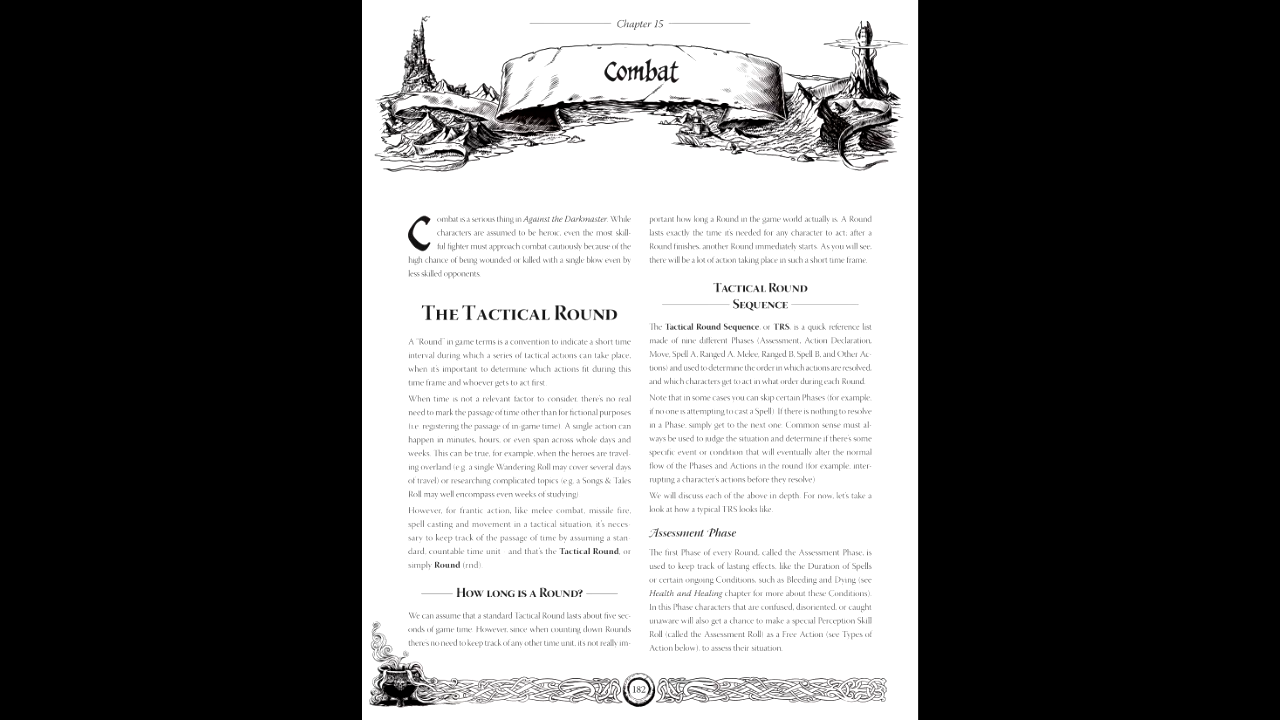 Chapter 15
Combat
Combat is a serious thing in Against the Darkmaster. While
characters are assumed to be heroic, even the most skill-
ful fighter must approach combat cautiously because of the
high chance of being wounded or killed with a single blow even by
less skilled opponents.
The Tactical Round
A "Round" in game terms is a convention to indicate a short time
interval during which a series of tactical actions can take place,
when it's important to determine which actions fit during this
time frame and whoever gets to act first.
When time is not a relevant factor to consider, there's no real
need to mark the passage of time other than for fictional purposes
(i.e. registering the passage of in-game time). A single action can
happen in minutes, hours, or even span across whole days and
weeks. This can be true, for example, when the heroes are travel-
ing overland (e.g. a single Wandering Roll may cover several days
of travel) or researching complicated topics (e.g. a Songs & Tales
Roll may well encompass even weeks of studying).
However, for frantic action, like melee combat, missile fire,
spell casting and movement in a tactical situation, it's neces-
sary to keep track of the passage of time by assuming a stan-
dard, countable time unit - and that's the Tactical Round, or
simply Round (rnd).
How long is a Round?
We can assume that a standard Tactical Round lasts about five sec-
onds of game time. However, since when counting down Rounds
there's no need to keep track of any other time unit, it's not really im-
portant how long a Round in the game world actually is. A Round
lasts exactly the time it's needed for any character to act; after a
Round finishes, another Round immediately starts. As you will see,
there will be a lot of action taking place in such a short time frame.
Tactical Round
Sequence
The Tactical Round Sequence, or TRS, is a quick reference list
made of nine different Phases (Assessment, Action Declaration,
Move, Spell A, Ranged A, Melee, Ranged B, Spell B, and Other Ac-
tions) and used to determine the order in which actions are resolved,
and which characters get to act in what order during each Round.
Note that in some cases you can skip certain Phases (for example,
if no one is attempting to cast a Spell). If there is nothing to resolve
in a Phase, simply get to the next one. Common sense must al-
ways be used to judge the situation and determine if there's some
specific event or condition that will eventually alter the normal
flow of the Phases and Actions in the round (for example, inter-
rupting a character's actions before they resolve).
We will discuss each of the above in depth. For now, let's take a
look at how a typical TRS looks like.
Assessment Phase
The first Phase of every Round, called the Assessment Phase, is
used to keep track of lasting effects, like the Duration of Spells
or certain ongoing Conditions, such as Bleeding and Dying (see
Health and Healing chapter for more about these Conditions).
In this Phase characters that are confused, disoriented, or caught
unaware will also get a chance to make a special Perception Skill
Roll (called the Assessment Roll) as a Free Action (see Types of
Action below), to assess their situation.
182